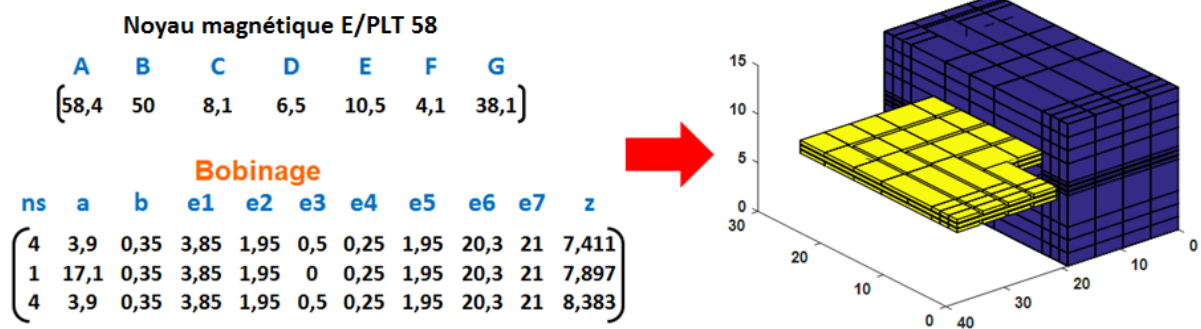 Noyau magnétique E/PLT 58
A B C D E F G
58,4 50 8,1 6,5 10,5 4,1 38,1
Bobinage
ns a b e1 e2 e3 e4 e5 e6 e7 z
4 3,9 0,35 3,85 1,95 0,5 0,25 1,95 20,3 21 7,411
1 17,1 0,35 3,85 1,95 0 0,25 1,95 20,3 21 7,897
4 3,9 0,35 3,85 1,95 0,5 0,25 1,95 20,3 21 8,383
15
10
5
0
30
20
10
0
40
30
20
10
0